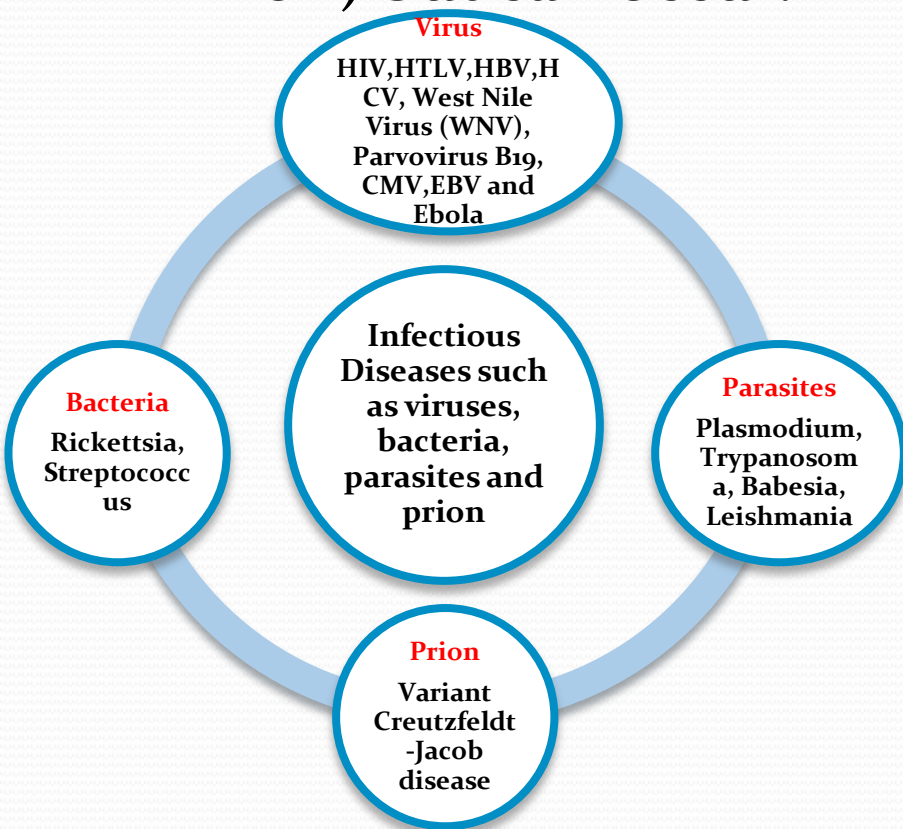 Virus
HIV,HTLV,HBV,H
CV, West Nile
Virus (WNV),
Parvovirus B19,
CMV,EBV and
Ebola
Infectious
Diseases such
as viruses,
bacteria,
parasites and
prion
Bacteria
Rickettsia,
Streptococc
us
Parasites
Plasmodium,
Trypanosom
a, Babesia,
Leishmania
Prion
Variant
Creutzfeldt
-Jacob
disease